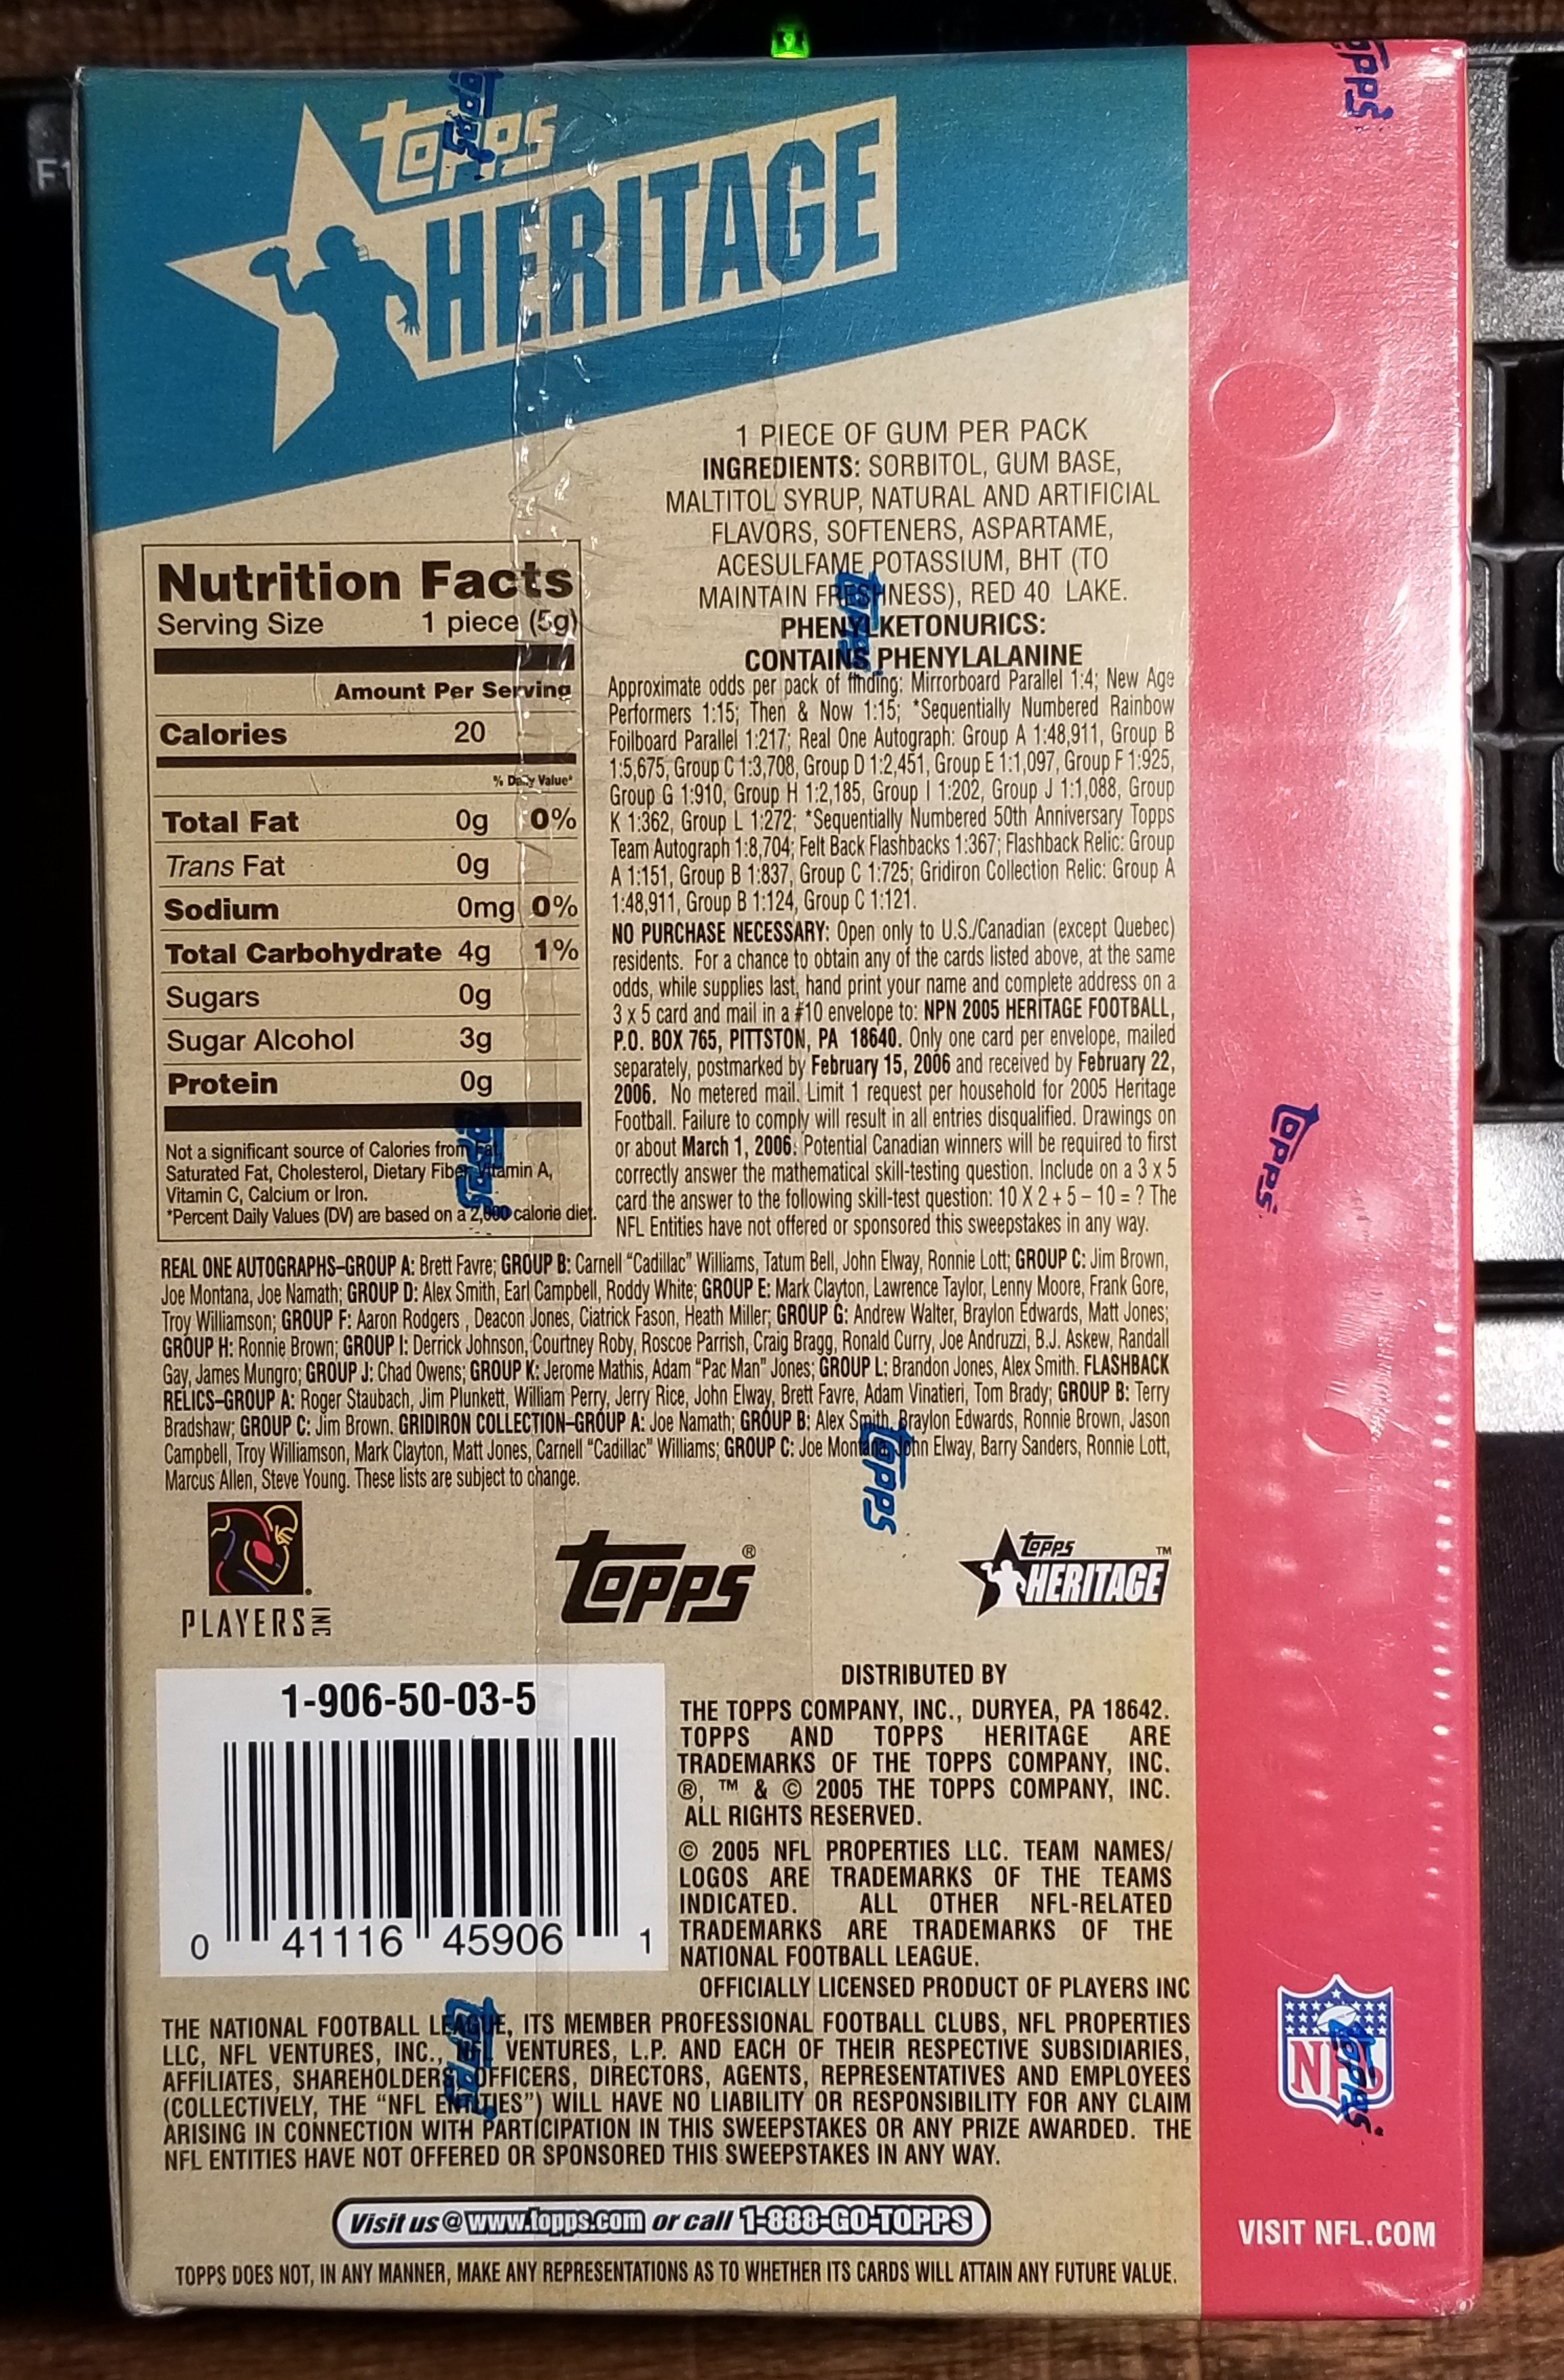 Topps
HERITAGE
1 PIECE OF GUM PER PACK
INGREDIENTS: SORBITOL, GUM BASE,
MALTITOL SYRUP, NATURAL AND ARTIFICIAL
FLAVORS, SOFTENERS, ASPARTAME,
ACESULFAME POTASSIUM, BHT (TO
MAINTAIN FRESHNESS), RED 40 LAKE.
PHENYLKETONURICS:
CONTAINS PHENYLALANINE
Nutrition Facts
Serving Size 1 piece (5g)
Amount Per Serving
Calories 20
% Daily Value*
Total Fat 0g 0%
Trans Fat 0g
Sodium 0mg 0%
Total Carbohydrate 4g 1%
Sugars 0g
Sugar Alcohol 3g
Protein 0g
Not a significant source of Calories from Fat,
Saturated Fat, Cholesterol, Dietary Fiber, Vitamin A,
Vitamin C, Calcium or Iron.
*Percent Daily Values (DV) are based on a 2,000 calorie diet.
Approximate odds per pack of finding: Mirrorboard Parallel 1:4; New Age
Performers 1:15; Then & Now 1:15; *Sequentially Numbered Rainbow
Foilboard Parallel 1:217; Real One Autograph: Group A 1:48,911, Group B
1:5,675, Group C 1:3,708, Group D 1:2,451, Group E 1:1,097, Group F 1:925,
Group G 1:910, Group H 1:2,185, Group I 1:202, Group J 1:1,088, Group
K 1:362, Group L 1:272; *Sequentially Numbered 50th Anniversary Topps
Team Autograph 1:8,704; Felt Back Flashbacks 1:367; Flashback Relic: Group
A 1:151, Group B 1:837, Group C 1:725; Gridiron Collection Relic: Group A
1:48,911, Group B 1:124, Group C 1:121.
NO PURCHASE NECESSARY: Open only to U.S./Canadian (except Quebec)
residents. For a chance to obtain any of the cards listed above, at the same
odds, while supplies last, hand print your name and complete address on a
3 x 5 card and mail in a #10 envelope to: NPN 2005 HERITAGE FOOTBALL,
P.O. BOX 765, PITTSTON, PA 18640. Only one card per envelope, mailed
separately, postmarked by February 15, 2006 and received by February 22,
2006. No metered mail. Limit 1 request per household for 2005 Heritage
Football. Failure to comply will result in all entries disqualified. Drawings on
or about March 1, 2006. Potential Canadian winners will be required to first
correctly answer the mathematical skill-testing question. Include on a 3 x 5
card the answer to the following skill-test question: 10 X 2 + 5 – 10 = ? The
NFL Entities have not offered or sponsored this sweepstakes in any way.
REAL ONE AUTOGRAPHS–GROUP A: Brett Favre; GROUP B: Carnell "Cadillac" Williams, Tatum Bell, John Elway, Ronnie Lott; GROUP C: Jim Brown,
Joe Montana, Joe Namath; GROUP D: Alex Smith, Earl Campbell, Roddy White; GROUP E: Mark Clayton, Lawrence Taylor, Lenny Moore, Frank Gore,
Troy Williamson; GROUP F: Aaron Rodgers , Deacon Jones, Ciatrick Fason, Heath Miller; GROUP G: Andrew Walter, Braylon Edwards, Matt Jones;
GROUP H: Ronnie Brown; GROUP I: Derrick Johnson, Courtney Roby, Roscoe Parrish, Craig Bragg, Ronald Curry, Joe Andruzzi, B.J. Askew, Randall
Gay, James Mungro; GROUP J: Chad Owens; GROUP K: Jerome Mathis, Adam "Pac Man" Jones; GROUP L: Brandon Jones, Alex Smith. FLASHBACK
RELICS–GROUP A: Roger Staubach, Jim Plunkett, William Perry, Jerry Rice, John Elway, Brett Favre, Adam Vinatieri, Tom Brady; GROUP B: Terry
Bradshaw; GROUP C: Jim Brown. GRIDIRON COLLECTION–GROUP A: Joe Namath; GROUP B: Alex Smith, Braylon Edwards, Ronnie Brown, Jason
Campbell, Troy Williamson, Mark Clayton, Matt Jones, Carnell "Cadillac" Williams; GROUP C: Joe Montana, John Elway, Barry Sanders, Ronnie Lott,
Marcus Allen, Steve Young. These lists are subject to change.
PLAYERS INC
Topps®
Topps HERITAGE™
1-906-50-03-5
0 41116 45906 1
DISTRIBUTED BY
THE TOPPS COMPANY, INC., DURYEA, PA 18642.
TOPPS AND TOPPS HERITAGE ARE
TRADEMARKS OF THE TOPPS COMPANY, INC.
®, ™ & © 2005 THE TOPPS COMPANY, INC.
ALL RIGHTS RESERVED.
© 2005 NFL PROPERTIES LLC. TEAM NAMES/
LOGOS ARE TRADEMARKS OF THE TEAMS
INDICATED. ALL OTHER NFL-RELATED
TRADEMARKS ARE TRADEMARKS OF THE
NATIONAL FOOTBALL LEAGUE.
OFFICIALLY LICENSED PRODUCT OF PLAYERS INC
THE NATIONAL FOOTBALL LEAGUE, ITS MEMBER PROFESSIONAL FOOTBALL CLUBS, NFL PROPERTIES
LLC, NFL VENTURES, INC., NFL VENTURES, L.P. AND EACH OF THEIR RESPECTIVE SUBSIDIARIES,
AFFILIATES, SHAREHOLDERS, OFFICERS, DIRECTORS, AGENTS, REPRESENTATIVES AND EMPLOYEES
(COLLECTIVELY, THE "NFL ENTITIES") WILL HAVE NO LIABILITY OR RESPONSIBILITY FOR ANY CLAIM
ARISING IN CONNECTION WITH PARTICIPATION IN THIS SWEEPSTAKES OR ANY PRIZE AWARDED. THE
NFL ENTITIES HAVE NOT OFFERED OR SPONSORED THIS SWEEPSTAKES IN ANY WAY.
Visit us @ www.topps.com or call 1-888-GO-TOPPS
TOPPS DOES NOT, IN ANY MANNER, MAKE ANY REPRESENTATIONS AS TO WHETHER ITS CARDS WILL ATTAIN ANY FUTURE VALUE.
Topps
Topps
Topps
Topps
Topps
Topps
NFL
Topps
VISIT NFL.COM
F1